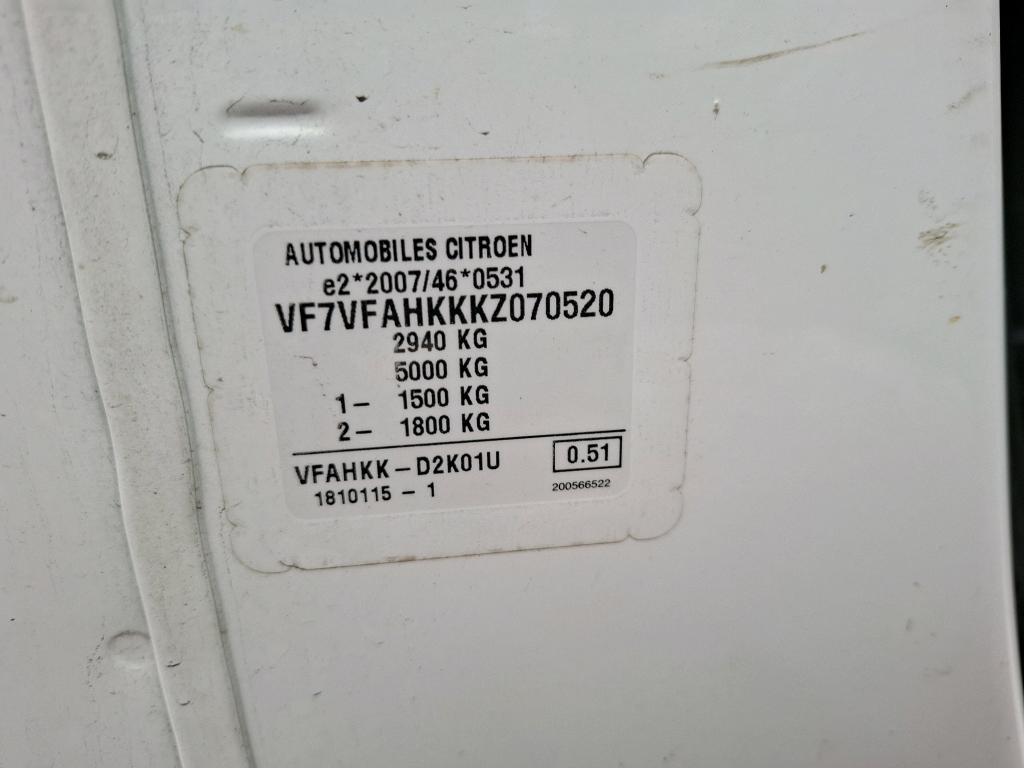 AUTOMOBILES CITROEN
e2*2007/46*0531
VF7VFAHKKKZ070520
2940 KG
5000 KG
1- 1500 KG
2- 1800 KG
VFAHKK-D2K01U 0.51
1810115 - 1 200566522